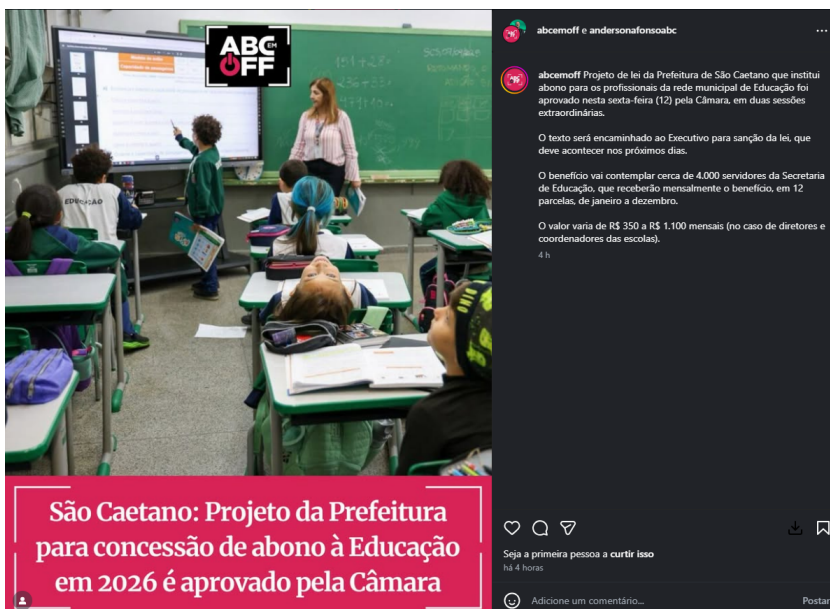 ABC EM
OFF
EDUCAÇÃO
São Caetano: Projeto da Prefeitura
para concessão de abono à Educação
em 2026 é aprovado pela Câmara
abcemoff e andersonafonsoabc
abcemoff Projeto de lei da Prefeitura de São Caetano que institui
abono para os profissionais da rede municipal de Educação foi
aprovado nesta sexta-feira (12) pela Câmara, em duas sessões
extraordinárias.
O texto será encaminhado ao Executivo para sanção da lei, que
deve acontecer nos próximos dias.
O benefício vai contemplar cerca de 4.000 servidores da Secretaria
de Educação, que receberão mensalmente o benefício, em 12
parcelas, de janeiro a dezembro.
O valor varia de R$ 350 a R$ 1.100 mensais (no caso de diretores e
coordenadores das escolas).
4 h
Seja a primeira pessoa a curtir isso
há 4 horas
Adicione um comentário...
Postar